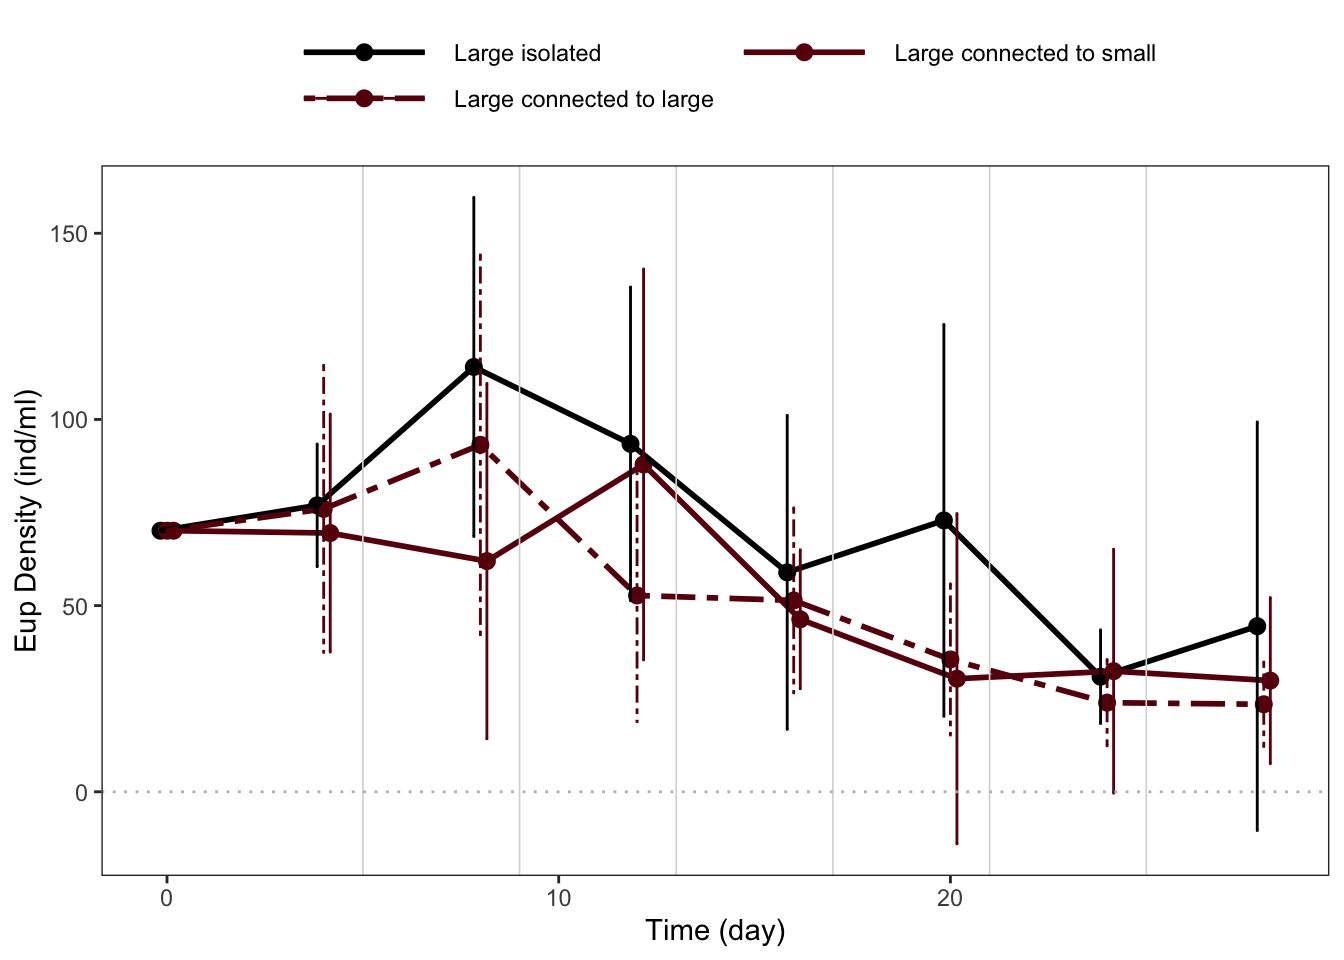 Large isolated
Large connected to small
Large connected to large
150
100
50
0
Eup Density (ind/ml)
0
10
20
Time (day)